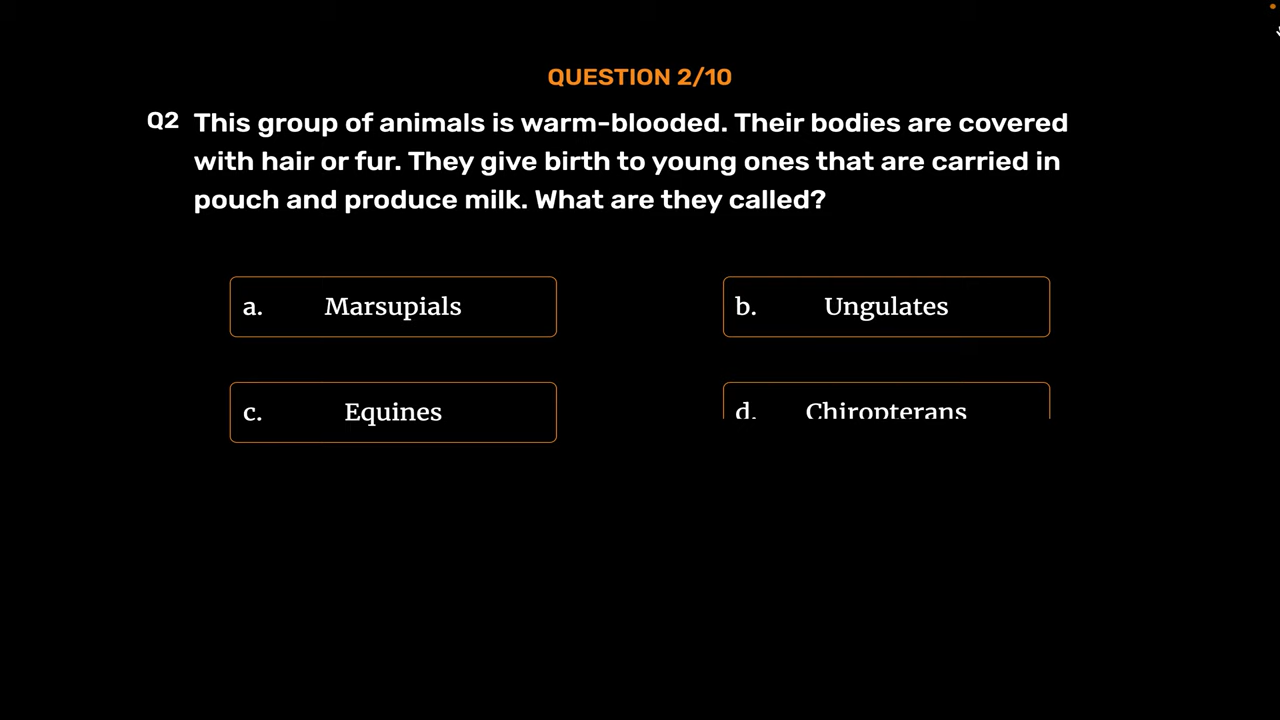 QUESTION 2/10
Q2 This group of animals is warm-blooded. Their bodies are covered
with hair or fur. They give birth to young ones that are carried in
pouch and produce milk. What are they called?
a. Marsupials
b. Ungulates
c. Equines
d. Chiropterans